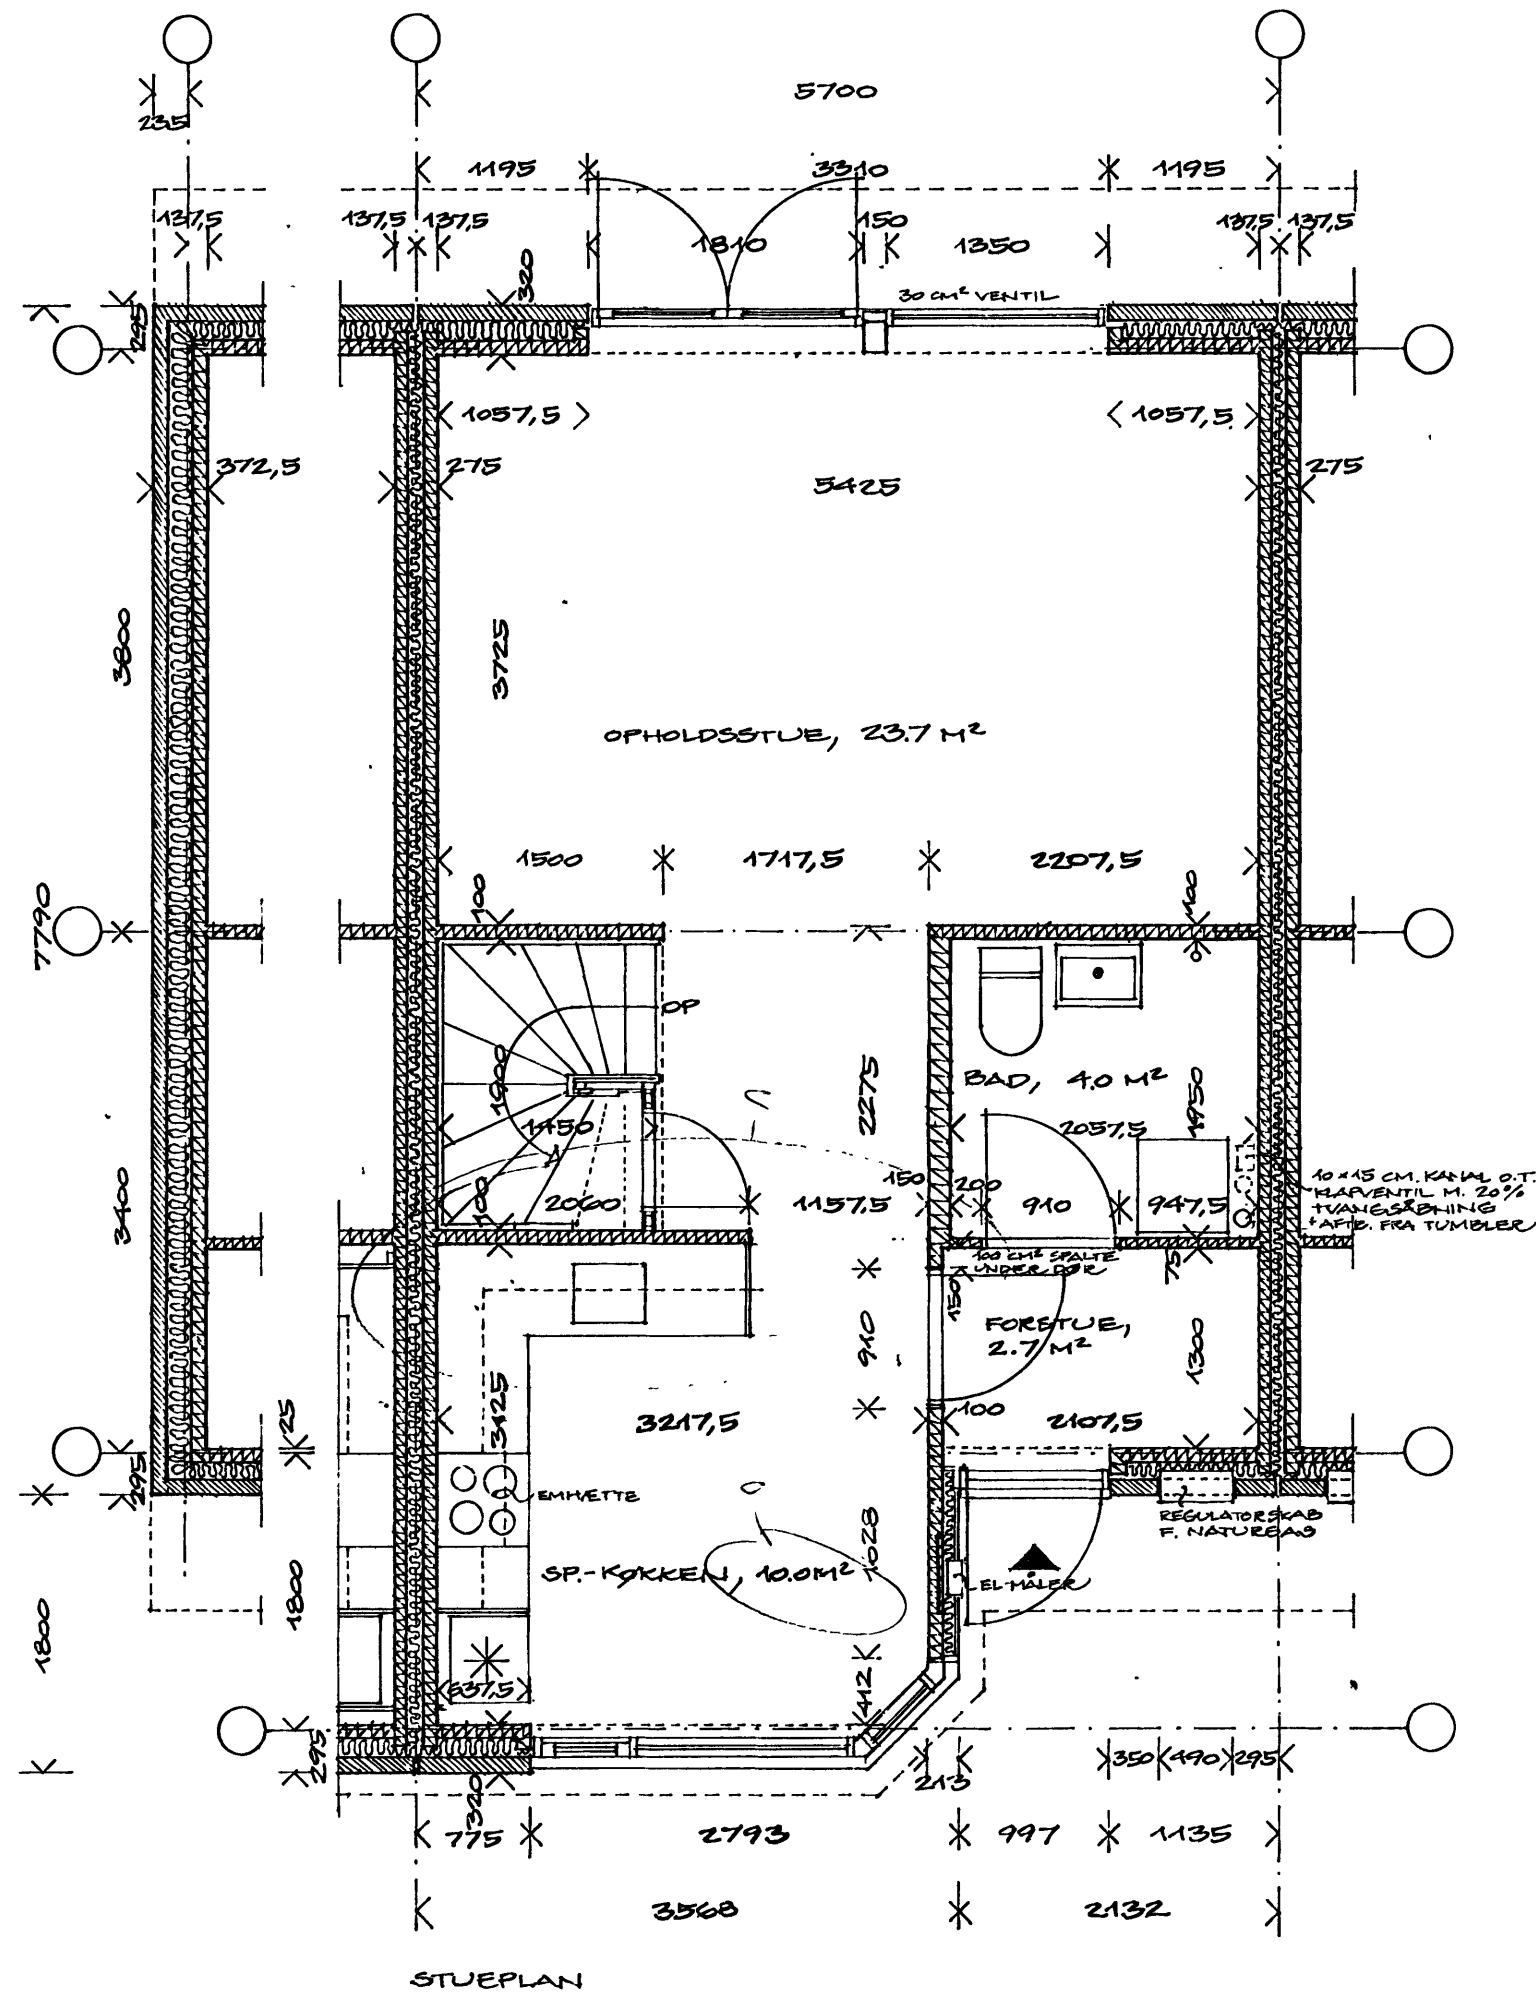 5700
235
1195 3310 1195
137,5 137,5 137,5 150 137,5 137,5
1810 1350
320
30 CM² VENTIL
295
1057,5 1057,5
372,5 275 5425 275
3800
3725
OPHOLDSSTUE, 23.7 M²
1500 1717,5 2207,5
100
100
7790
OP
2275
BAD, 4.0 M²
1900
1950
1450 2057,5
3400
100
2060 1157,5 150 200 910 947,5
10 x 15 CM. KANAL O.T.
KLAPVENTIL M. 20%
TVANGSÅBNING
+ AFTR. FRA TUMBLER
100 CM² SPALTE
UNDER DØR
75
150
FORSTUE,
2.7 M²
910
1300
25
3425
3217,5 100 2107,5
295
EMHÆTTE
REGULATORSKAB
F. NATURGAS
1028
SP.-KØKKEN, 10.0 M²
EL-MÅLER
1800
1800
637,5
412
295
350 490 295
213
320
775 2793 997 1135
3568 2132
STUEPLAN